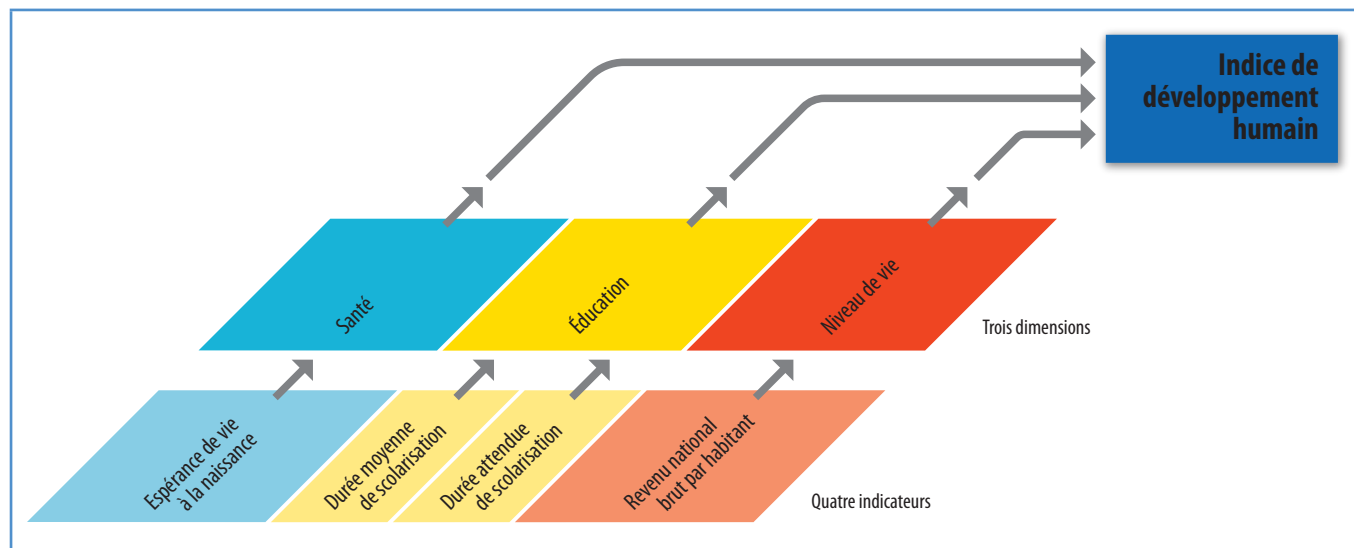 Indice de
développement
humain
Santé
Éducation
Niveau de vie
Trois dimensions
Espérance de vie
à la naissance
Durée moyenne
de scolarisation
Durée attendue
de scolarisation
Revenu national
brut par habitant
Quatre indicateurs